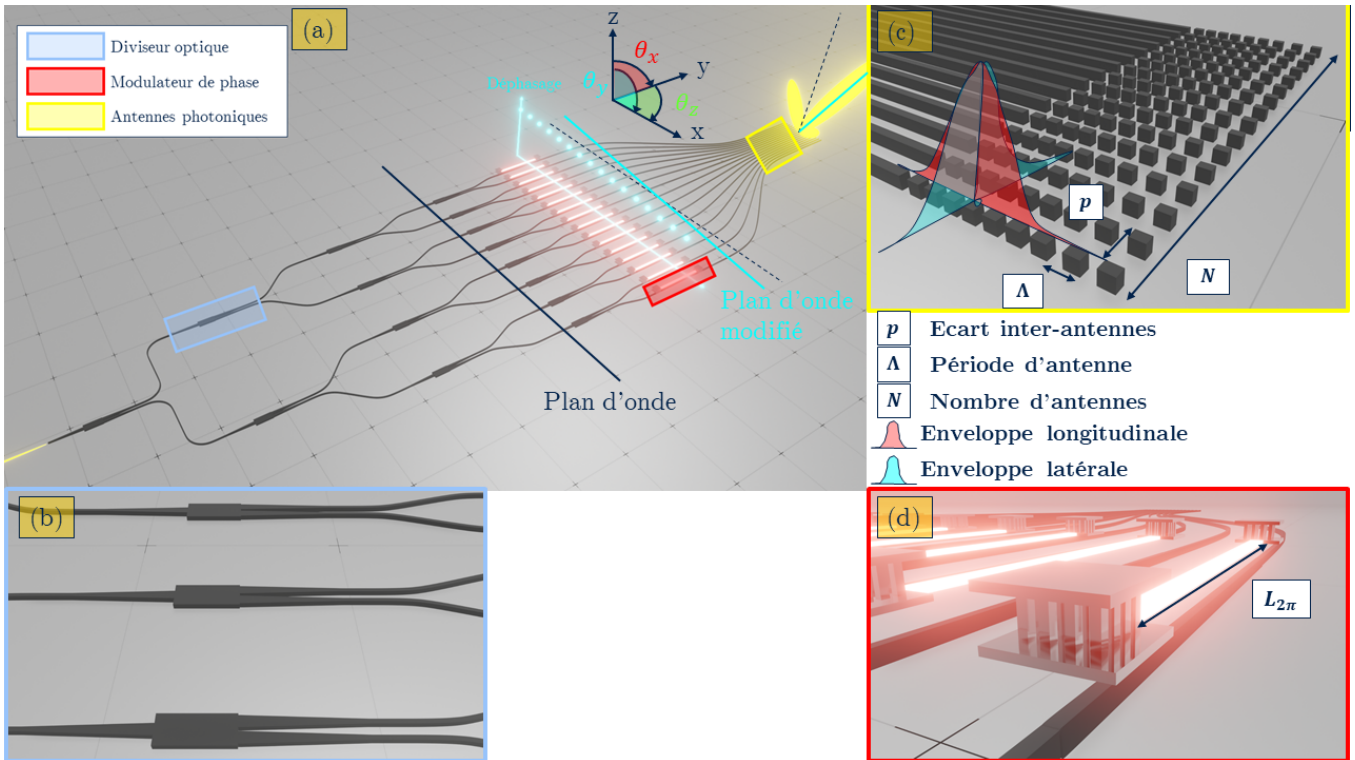 (a)
Diviseur optique
Modulateur de phase
Antennes photoniques
z
θx
y
θy
θz
x
Déphasage
Plan d'onde
modifié
Plan d'onde
(c)
p
Λ
N
p Ecart inter-antennes
Λ Période d'antenne
N Nombre d'antennes
Enveloppe longitudinale
Enveloppe latérale
(b)
(d)
L2π